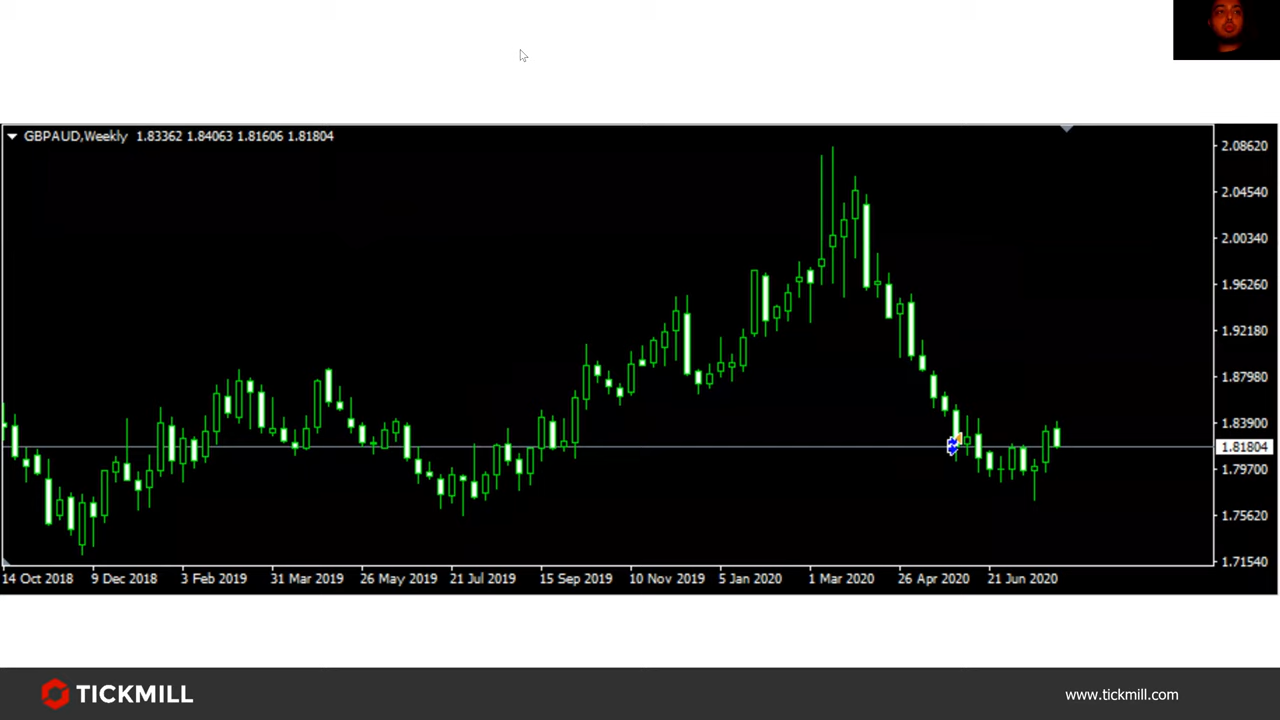 GBPAUD,Weekly 1.83362 1.84063 1.81606 1.81804
2.08620
2.04540
2.00340
1.96260
1.92180
1.87980
1.83900
1.81804
1.79700
1.75620
1.71540
14 Oct 2018 9 Dec 2018 3 Feb 2019 31 Mar 2019 26 May 2019 21 Jul 2019 15 Sep 2019 10 Nov 2019 5 Jan 2020 1 Mar 2020 26 Apr 2020 21 Jun 2020
TICKMILL
www.tickmill.com